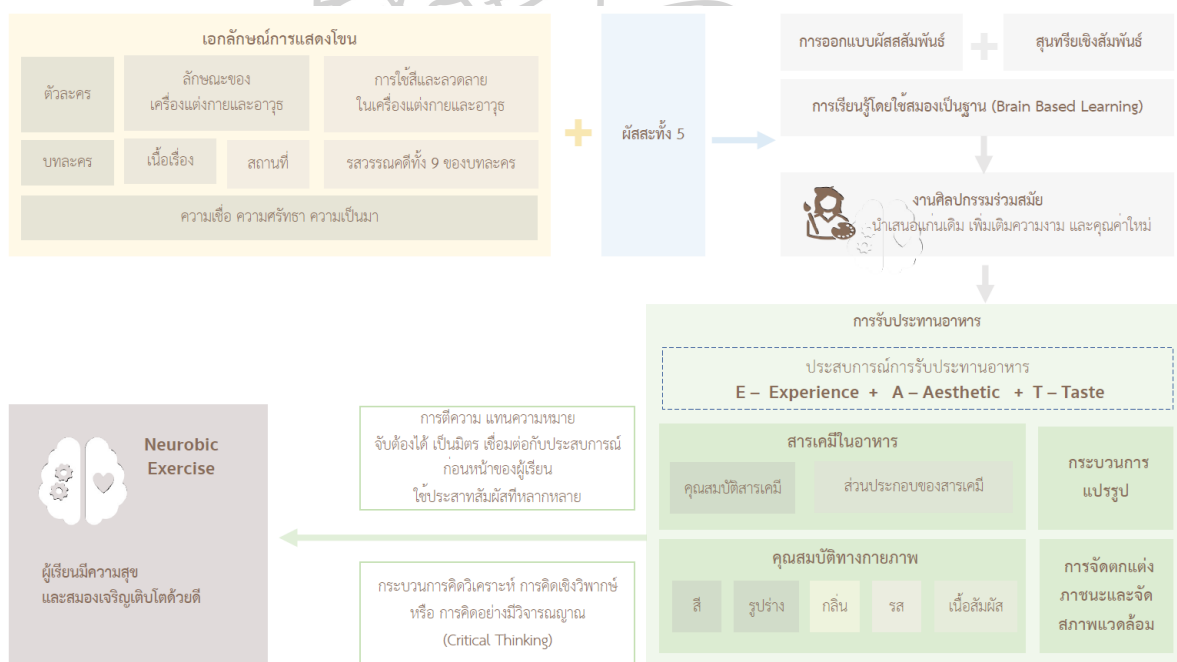 เอกลักษณ์การแสดงโขน
ตัวละคร
ลักษณะของ
เครื่องแต่งกายและอาวุธ
การใช้สีและลวดลาย
ในเครื่องแต่งกายและอาวุธ
บทละคร
เนื้อเรื่อง
สถานที่
รสวรรณคดีทั้ง 9 ของบทละคร
ความเชื่อ ความศรัทธา ความเป็นมา
ผัสสะทั้ง 5
การออกแบบผัสสสัมพันธ์
สุนทรียเชิงสัมพันธ์
การเรียนรู้โดยใช้สมองเป็นฐาน (Brain Based Learning)
งานศิลปกรรมร่วมสมัย
นำเสนอแก่นเดิม เพิ่มเติมความงาม และคุณค่าใหม่
การรับประทานอาหาร
ประสบการณ์การรับประทานอาหาร
E – Experience + A – Aesthetic + T – Taste
สารเคมีในอาหาร
คุณสมบัติสารเคมี
ส่วนประกอบของสารเคมี
กระบวนการ
แปรรูป
คุณสมบัติทางกายภาพ
สี
รูปร่าง
กลิ่น
รส
เนื้อสัมผัส
การจัดตกแต่ง
ภาชนะและจัด
สภาพแวดล้อม
การตีความ แทนความหมาย
จับต้องได้ เป็นมิตร เชื่อมต่อกับประสบการณ์
ก่อนหน้าของผู้เรียน
ใช้ประสาทสัมผัสที่หลากหลาย
กระบวนการคิดวิเคราะห์ การคิดเชิงวิพากษ์
หรือ การคิดอย่างมีวิจารณญาณ
(Critical Thinking)
Neurobic
Exercise
ผู้เรียนมีความสุข
และสมองเจริญเติบโตด้วยดี